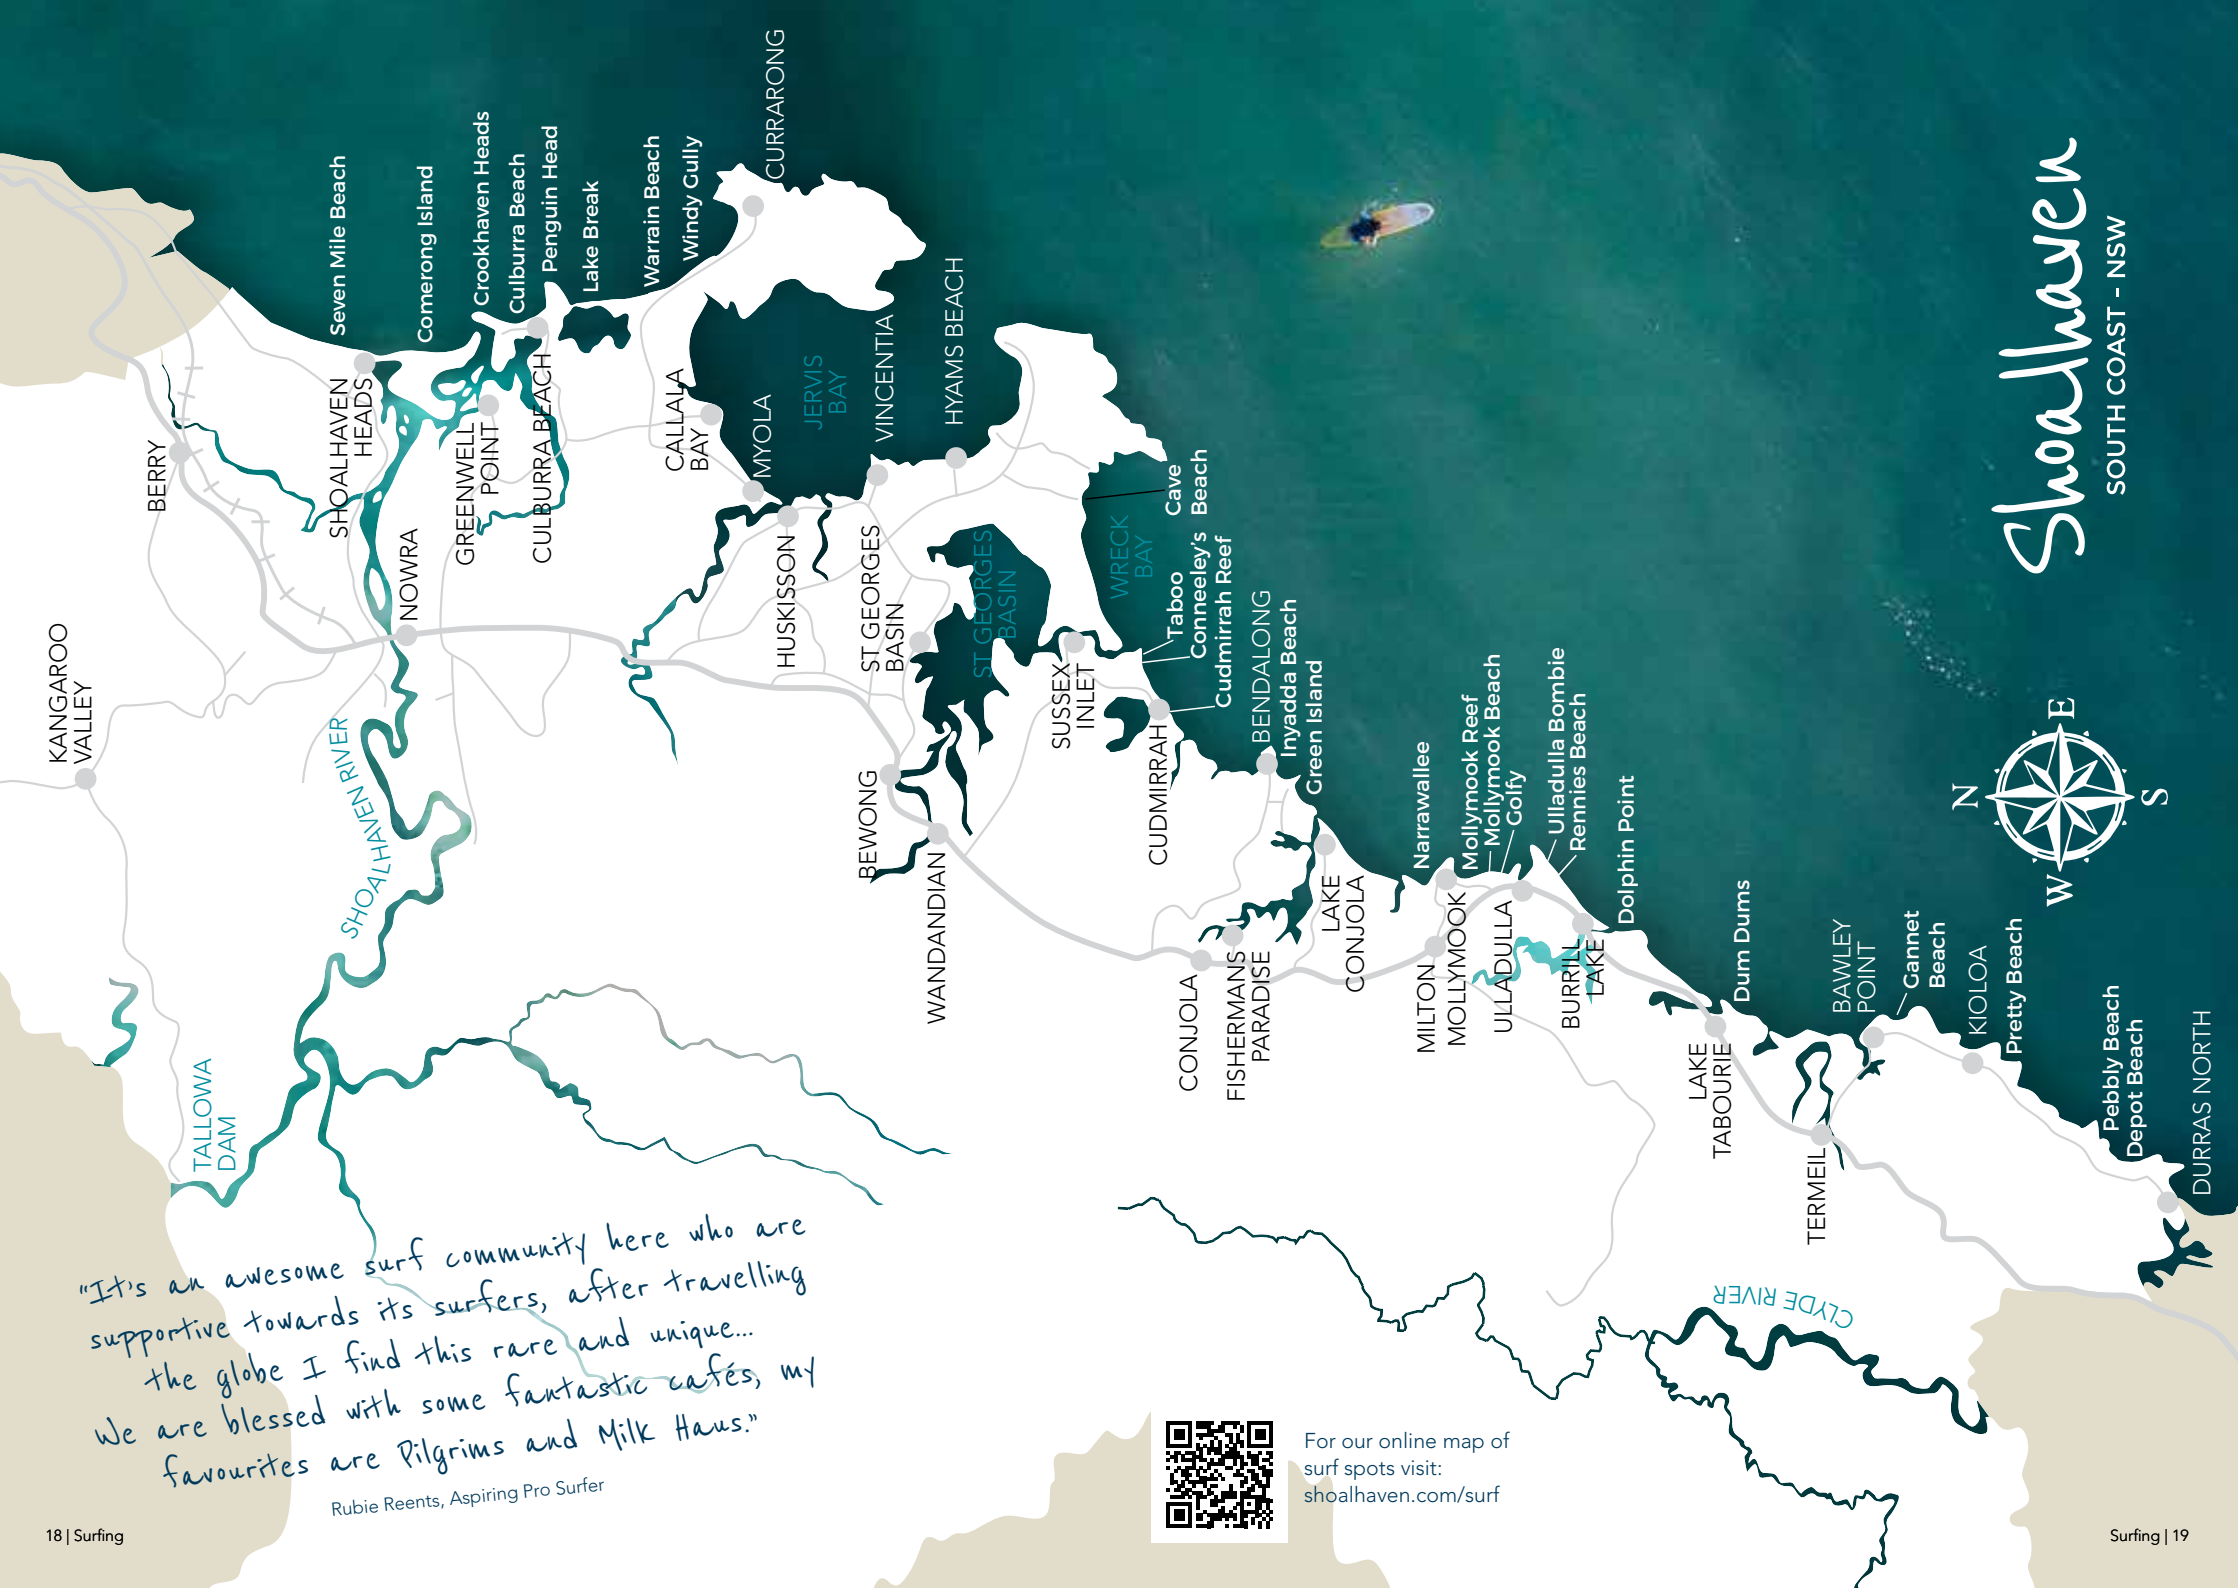 Seven Mile Beach
Comerong Island
Crookhaven Heads
Culburra Beach
Penguin Head
Lake Break
Warrain Beach
Windy Gully
CURRARONG
BERRY
SHOALHAVEN
HEADS
GREENWELL
POINT
CULBURRA BEACH
CALLALA
BAY
MYOLA
JERVIS
BAY
VINCENTIA
HYAMS BEACH
KANGAROO
VALLEY
NOWRA
HUSKISSON
ST GEORGES
BASIN
ST GEORGES
BASIN
WRECK
BAY
Cave
Beach
Taboo
Conneeley's
Cudmirrah Reef
SHOALHAVEN RIVER
BEWONG
WANDANDIAN
SUSSEX
INLET
CUDMIRRAH
BENDALONG
Inyadda Beach
Green Island
Narrawallee
Mollymook Reef
Mollymook Beach
Golfy
Ulladulla Bombie
Rennies Beach
Dolphin Point
CONJOLA
FISHERMANS
PARADISE
LAKE
CONJOLA
MILTON
MOLLYMOOK
ULLADULLA
BURRILL
LAKE
Dum Dums
LAKE
TABOURIE
BAWLEY
POINT
Gannet
Beach
KIOLOA
Pretty Beach
TERMEIL
Pebbly Beach
Depot Beach
DURRAS NORTH
TALLOWA
DAM
CLYDE RIVER
Shoalhaven
SOUTH COAST - NSW
N
E
S
W
"It's an awesome surf community here who are
supportive towards its surfers, after travelling
the globe I find this rare and unique...
We are blessed with some fantastic cafés, my
favourites are Pilgrims and Milk Haus."
Rubie Reents, Aspiring Pro Surfer
For our online map of
surf spots visit:
shoalhaven.com/surf
18 | Surfing
Surfing | 19